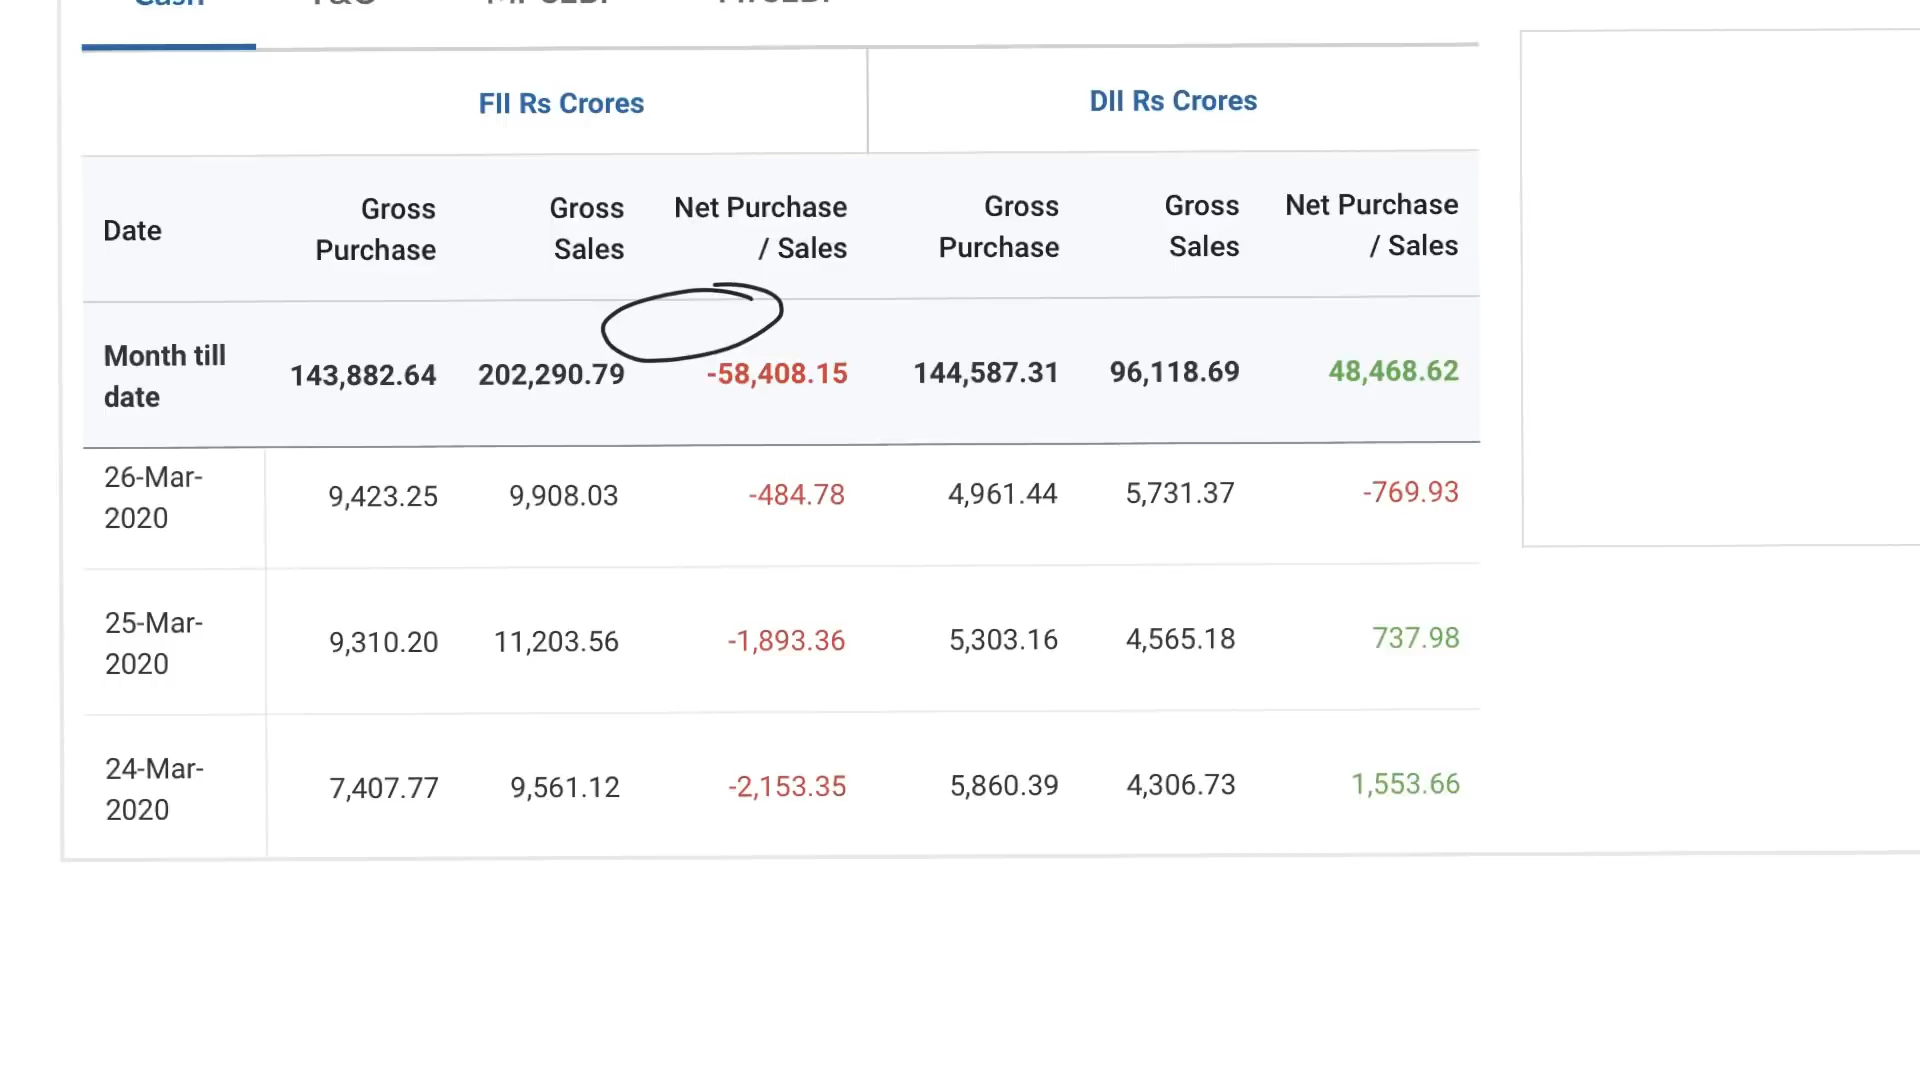 Cash
FII Rs Crores DII Rs Crores
Date Gross Purchase Gross Sales Net Purchase / Sales Gross Purchase Gross Sales Net Purchase / Sales
Month till date 143,882.64 202,290.79 -58,408.15 144,587.31 96,118.69 48,468.62
26-Mar-2020 9,423.25 9,908.03 -484.78 4,961.44 5,731.37 -769.93
25-Mar-2020 9,310.20 11,203.56 -1,893.36 5,303.16 4,565.18 737.98
24-Mar-2020 7,407.77 9,561.12 -2,153.35 5,860.39 4,306.73 1,553.66